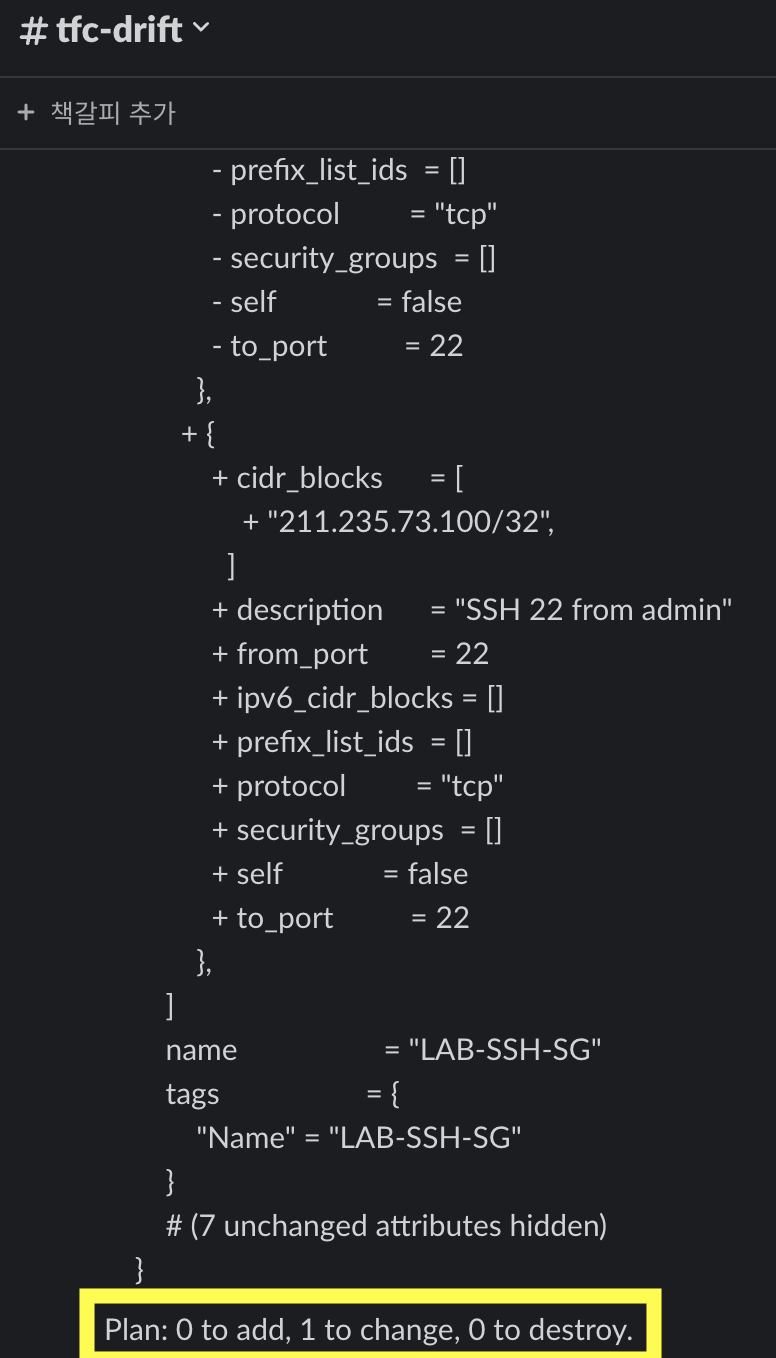 # tfc-drift
+ 책갈피 추가
- prefix_list_ids = []
- protocol = "tcp"
- security_groups = []
- self = false
- to_port = 22
},
+ {
+ cidr_blocks = [
+ "211.235.73.100/32",
]
+ description = "SSH 22 from admin"
+ from_port = 22
+ ipv6_cidr_blocks = []
+ prefix_list_ids = []
+ protocol = "tcp"
+ security_groups = []
+ self = false
+ to_port = 22
},
]
name = "LAB-SSH-SG"
tags = {
"Name" = "LAB-SSH-SG"
}
# (7 unchanged attributes hidden)
}
Plan: 0 to add, 1 to change, 0 to destroy.